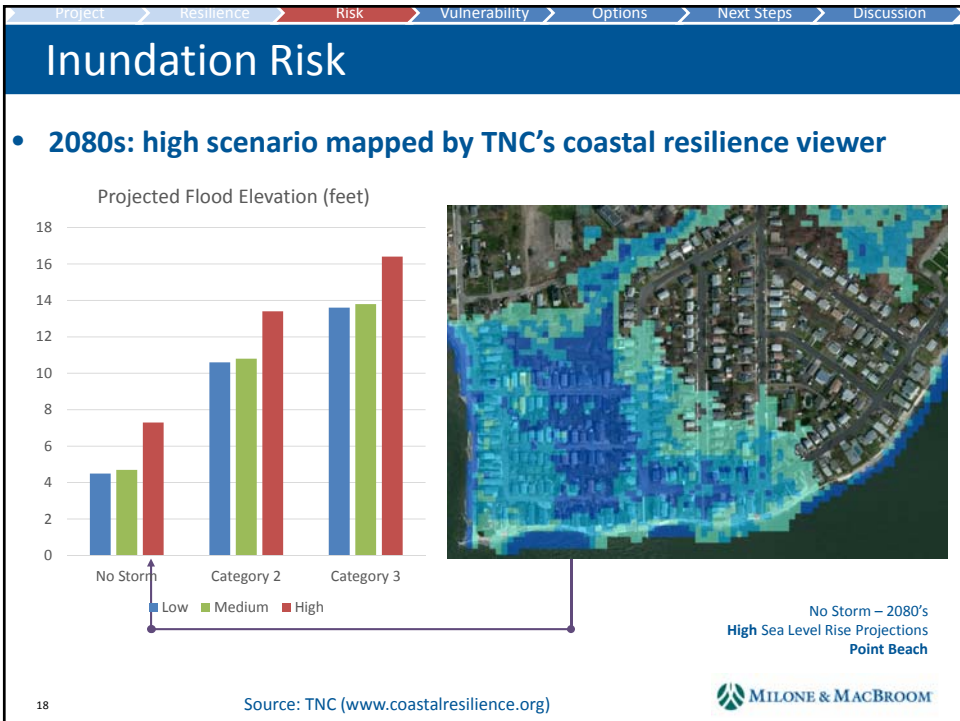 Project Resilience Risk Vulnerability Options Next Steps Discussion
Inundation Risk
• 2080s: high scenario mapped by TNC's coastal resilience viewer
Projected Flood Elevation (feet)
18
16
14
12
10
8
6
4
2
0
No Storm Category 2 Category 3
Low Medium High
No Storm – 2080's
High Sea Level Rise Projections
Point Beach
18
Source: TNC (www.coastalresilience.org)
MILONE & MACBROOM